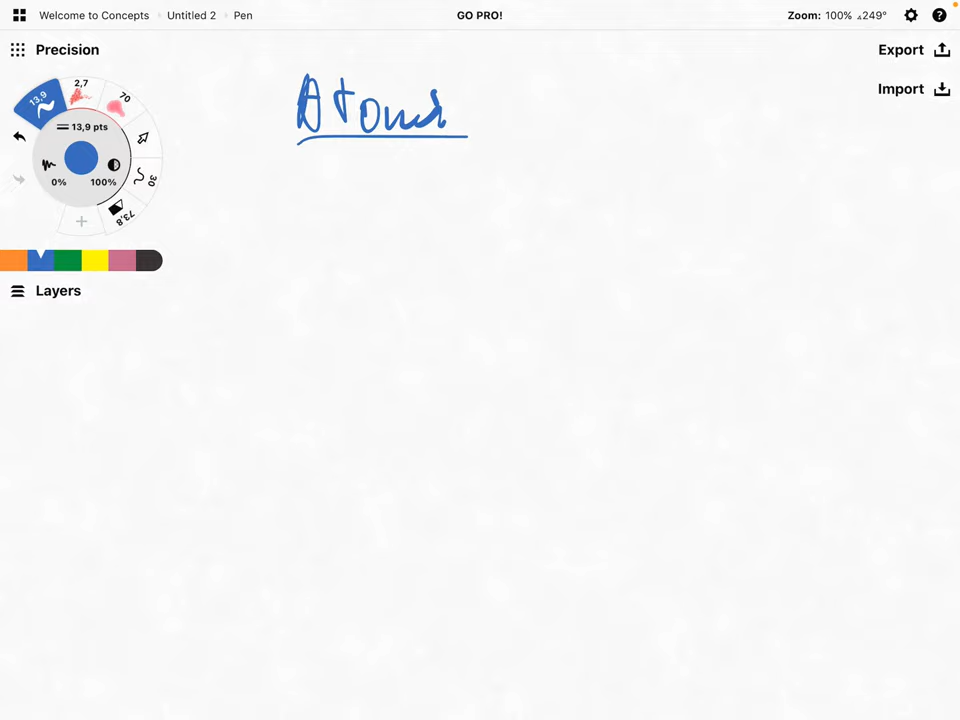 Welcome to Concepts › Untitled 2 › Pen
GO PRO!
Zoom: 100% ⊿249°
Precision
Export
Import
13,9
2,7
70
13,9 pts
0%
100%
30
73,8
+
Layers